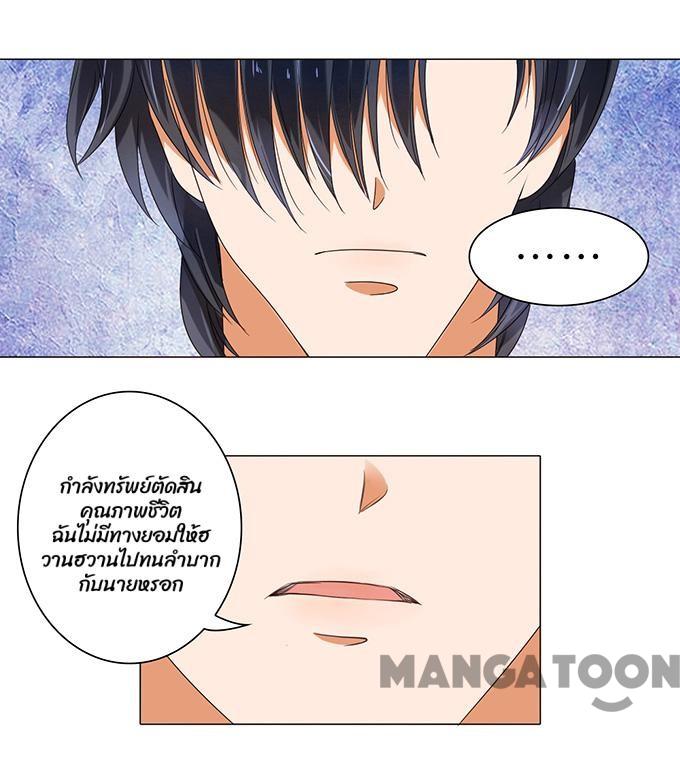 ......
กำลังทรัพย์ตัดสิน
คุณภาพชีวิต
ฉันไม่มีทางยอมให้ฮ
วานฮวานไปทนลำบาก
กับนายหรอก
MANGATOON